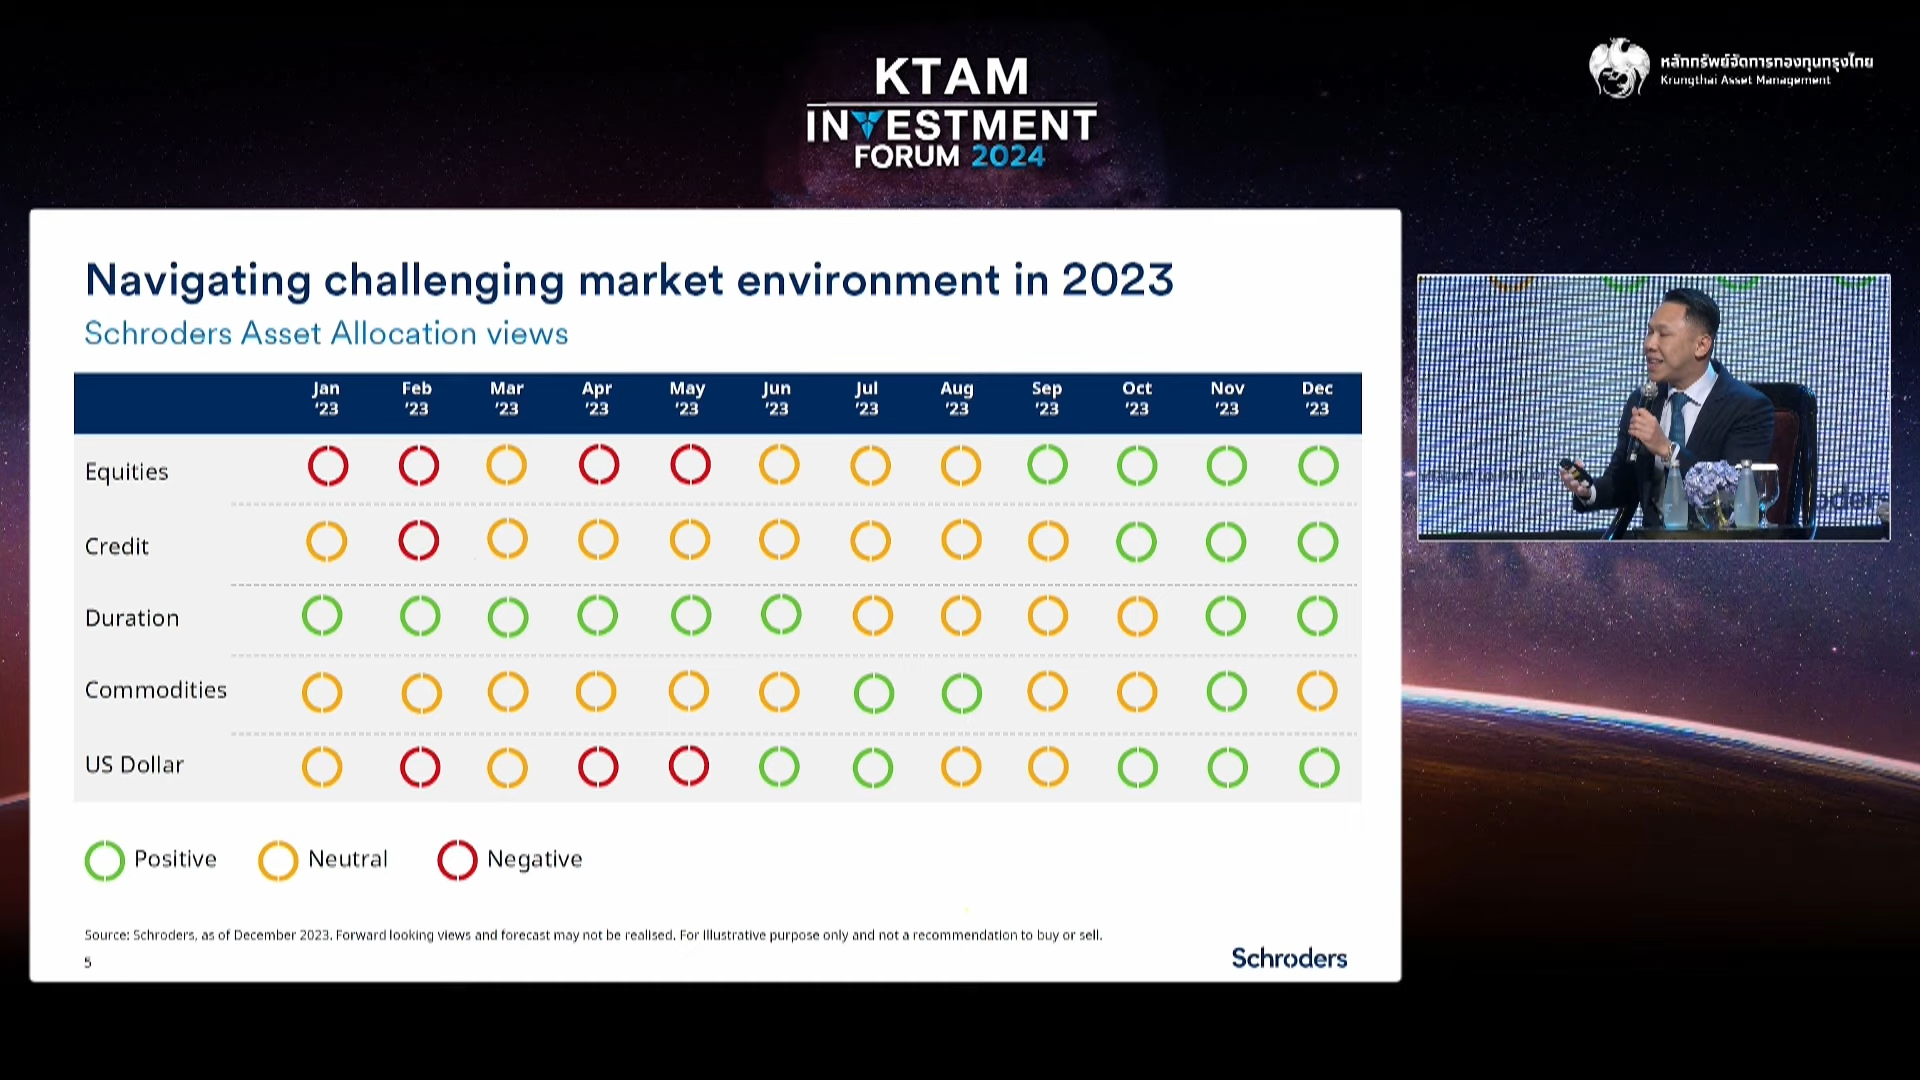 KTAM
INVESTMENT
FORUM 2024
หลักทรัพย์จัดการกองทุนกรุงไทย
Krungthai Asset Management
Navigating challenging market environment in 2023
Schroders Asset Allocation views
Jan '23 Feb '23 Mar '23 Apr '23 May '23 Jun '23 Jul '23 Aug '23 Sep '23 Oct '23 Nov '23 Dec '23
Equities
Credit
Duration
Commodities
US Dollar
Positive Neutral Negative
Source: Schroders, as of December 2023. Forward looking views and forecast may not be realised. For Illustrative purpose only and not a recommendation to buy or sell.
5
Schroders